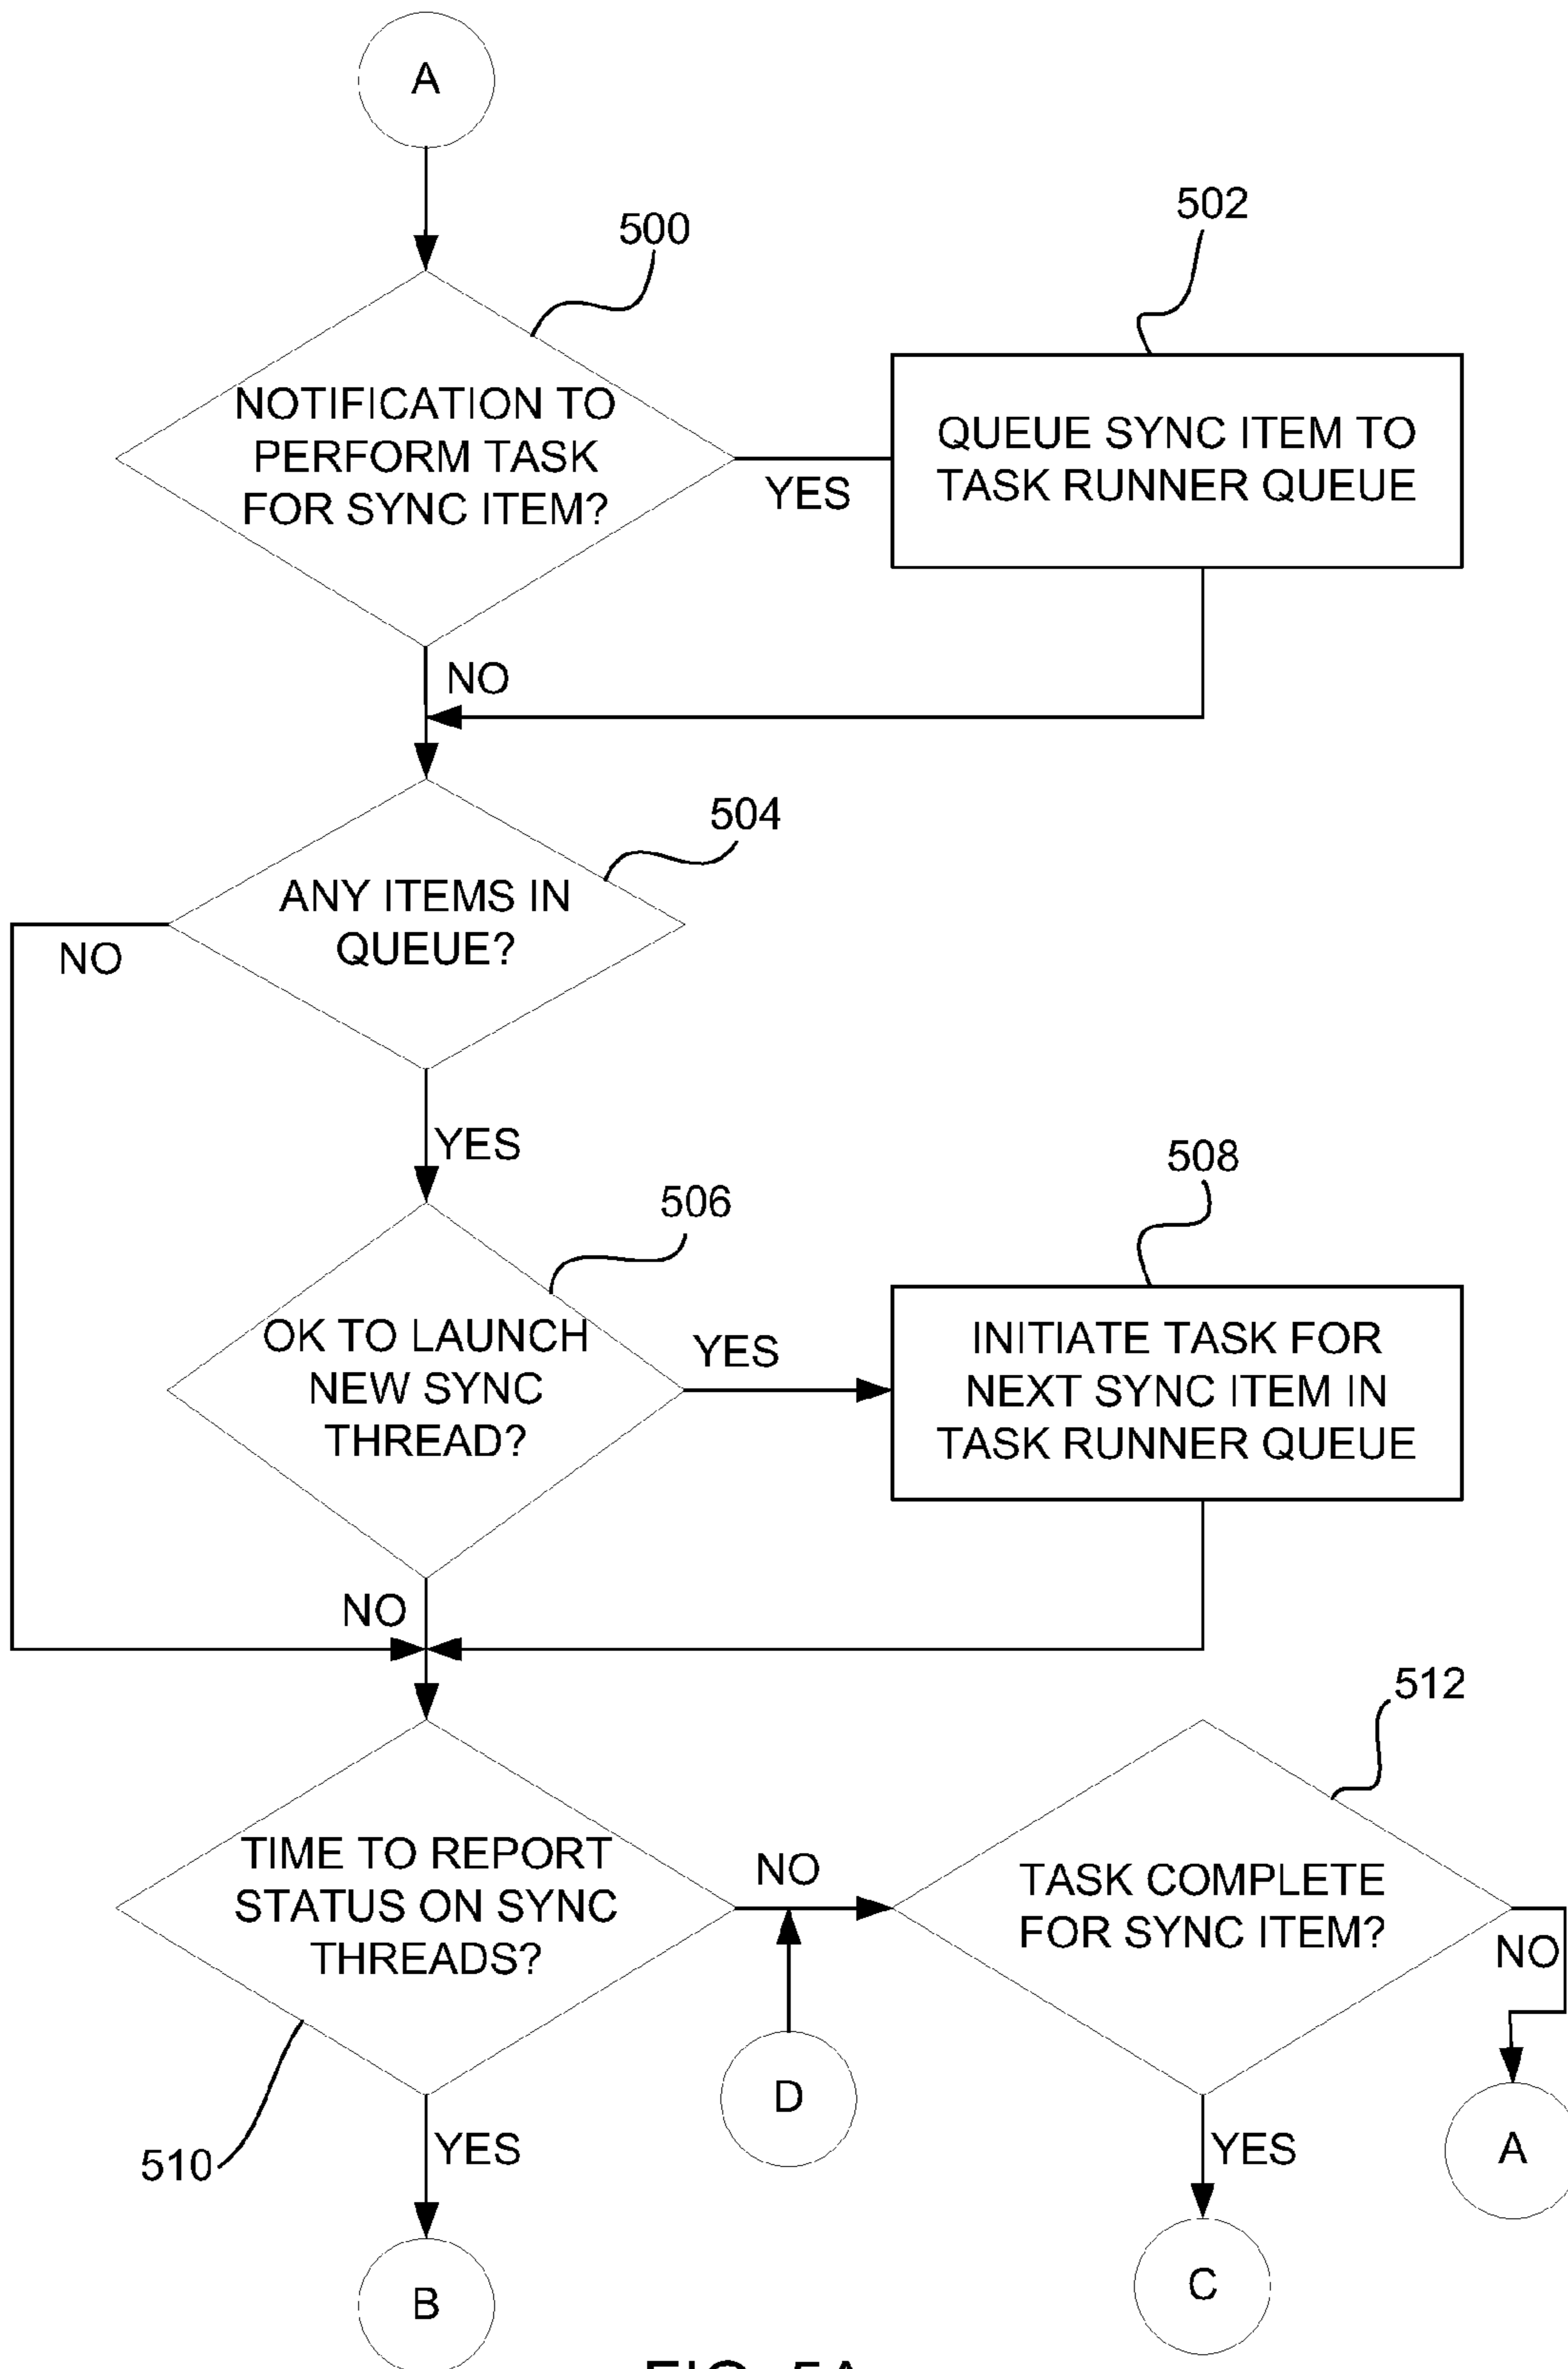 A
500
502
NOTIFICATION TO
PERFORM TASK
FOR SYNC ITEM?
YES
QUEUE SYNC ITEM TO
TASK RUNNER QUEUE
NO
504
ANY ITEMS IN
QUEUE?
NO
YES
506
508
OK TO LAUNCH
NEW SYNC
THREAD?
YES
INITIATE TASK FOR
NEXT SYNC ITEM IN
TASK RUNNER QUEUE
NO
512
TIME TO REPORT
STATUS ON SYNC
THREADS?
NO
TASK COMPLETE
FOR SYNC ITEM?
NO
510
YES
D
YES
A
B
C
FIG. 5A